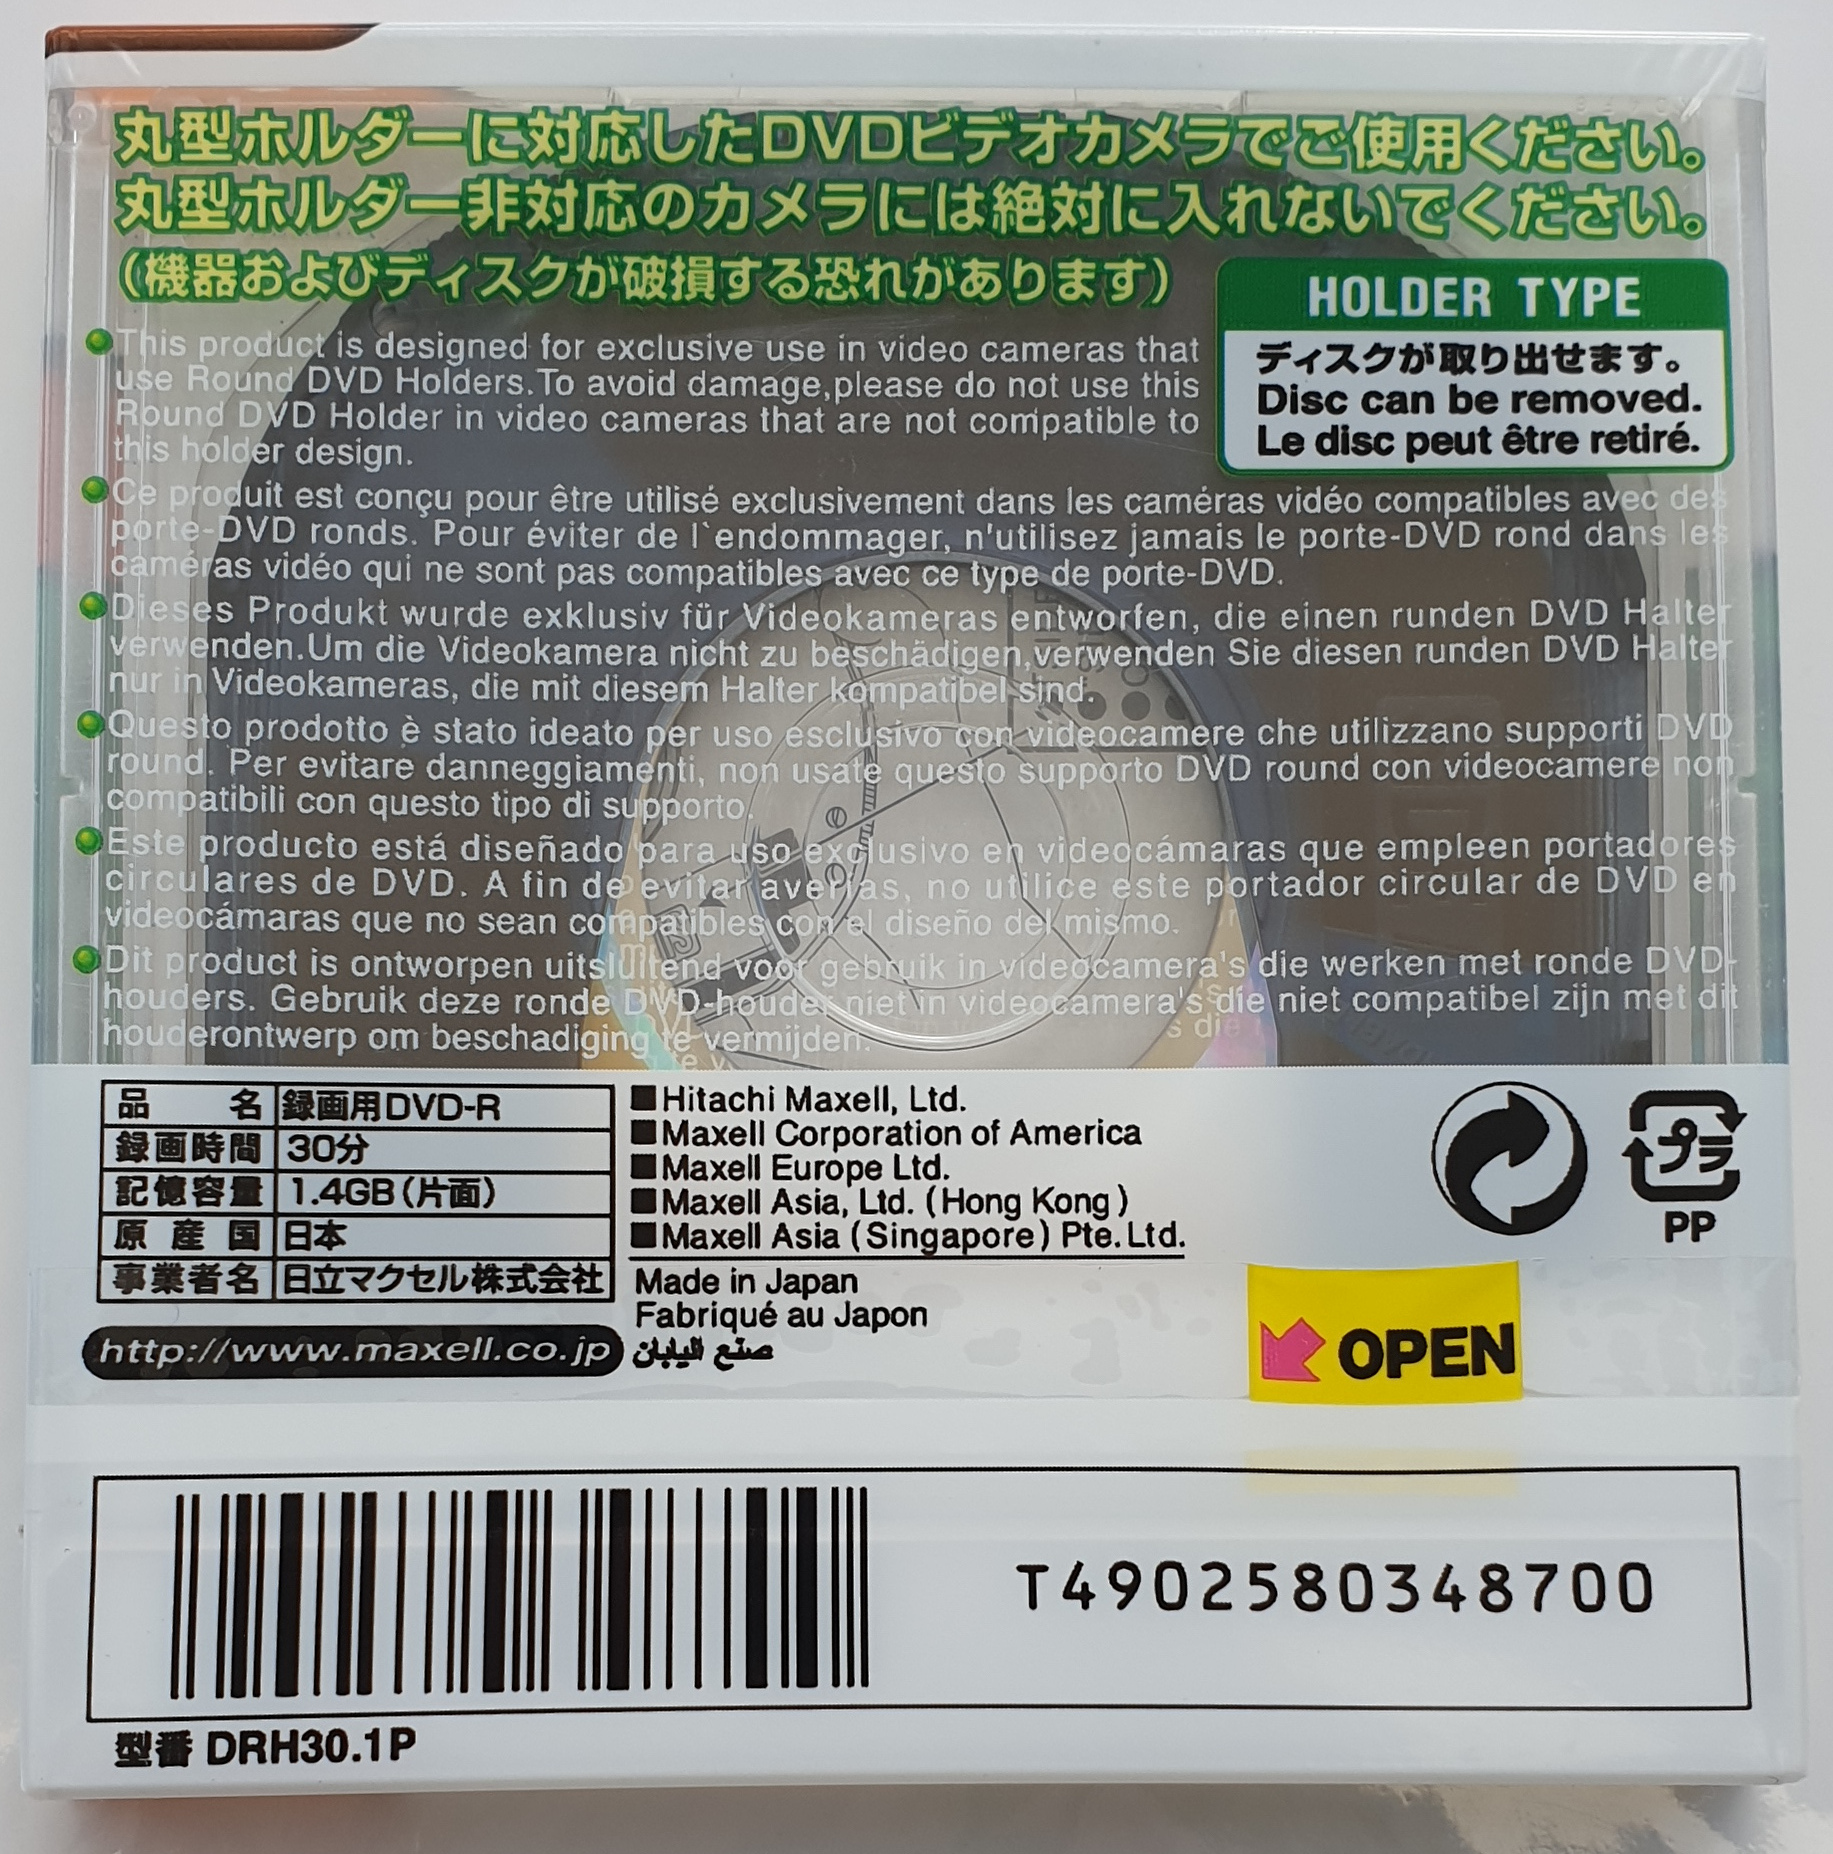 丸型ホルダーに対応したDVDビデオカメラでご使用ください。
丸型ホルダー非対応のカメラには絶対に入れないでください。
（機器およびディスクが破損する恐れがあります）
HOLDER TYPE
ディスクが取り出せます。
Disc can be removed.
Le disc peut être retiré.
This product is designed for exclusive use in video cameras that
use Round DVD Holders.To avoid damage,please do not use this
Round DVD Holder in video cameras that are not compatible to
this holder design.
Ce produit est conçu pour être utilisé exclusivement dans les caméras vidéo compatibles avec des
porte-DVD ronds. Pour éviter de l`endommager, n'utilisez jamais le porte-DVD rond dans les
caméras vidéo qui ne sont pas compatibles avec ce type de porte-DVD.
Dieses Produkt wurde exklusiv für Videokameras entworfen, die einen runden DVD Halter
verwenden.Um die Videokamera nicht zu beschädigen,verwenden Sie diesen runden DVD Halter
nur in Videokameras, die mit diesem Halter kompatibel sind.
Questo prodotto è stato ideato per uso esclusivo con videocamere che utilizzano supporti DVD
round. Per evitare danneggiamenti, non usate questo supporto DVD round con videocamere non
compatibili con questo tipo di supporto.
Este producto está diseñado para uso exclusivo en videocámaras que empleen portadores
circulares de DVD. A fin de evitar averías, no utilice este portador circular de DVD en
videocámaras que no sean compatibles con el diseño del mismo.
Dit product is ontworpen uitsluitend voor gebruik in videocamera's die werken met ronde DVD-
houders. Gebruik deze ronde DVD-houder niet in videocamera's die niet compatibel zijn met dit
houderontwerp om beschadiging te vermijden.
品名 録画用DVD-R
録画時間 30分
記憶容量 1.4GB（片面）
原産国 日本
事業者名 日立マクセル株式会社
http://www.maxell.co.jp
■Hitachi Maxell, Ltd.
■Maxell Corporation of America
■Maxell Europe Ltd.
■Maxell Asia, Ltd. (Hong Kong)
■Maxell Asia (Singapore) Pte. Ltd.
Made in Japan
Fabriqué au Japon
صنع اليابان
プラ
PP
OPEN
T4902580348700
型番 DRH30.1P